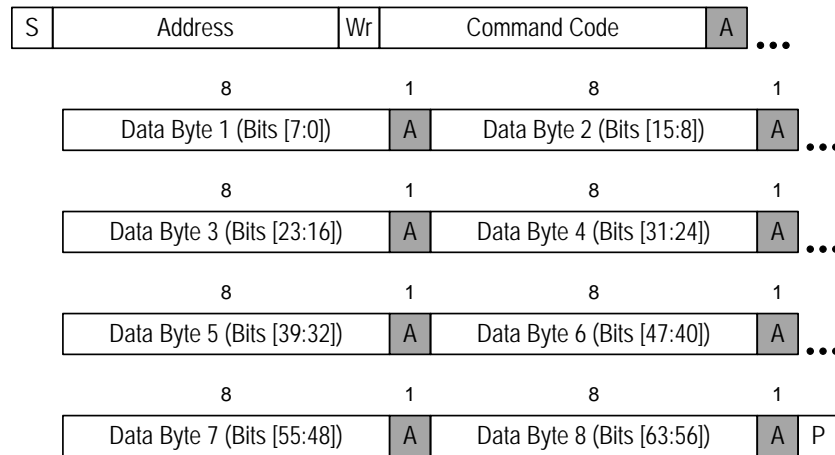 S Address Wr Command Code A •••
8 1 8 1
Data Byte 1 (Bits [7:0]) A Data Byte 2 (Bits [15:8]) A •••
8 1 8 1
Data Byte 3 (Bits [23:16]) A Data Byte 4 (Bits [31:24]) A •••
8 1 8 1
Data Byte 5 (Bits [39:32]) A Data Byte 6 (Bits [47:40]) A •••
8 1 8 1
Data Byte 7 (Bits [55:48]) A Data Byte 8 (Bits [63:56]) A P